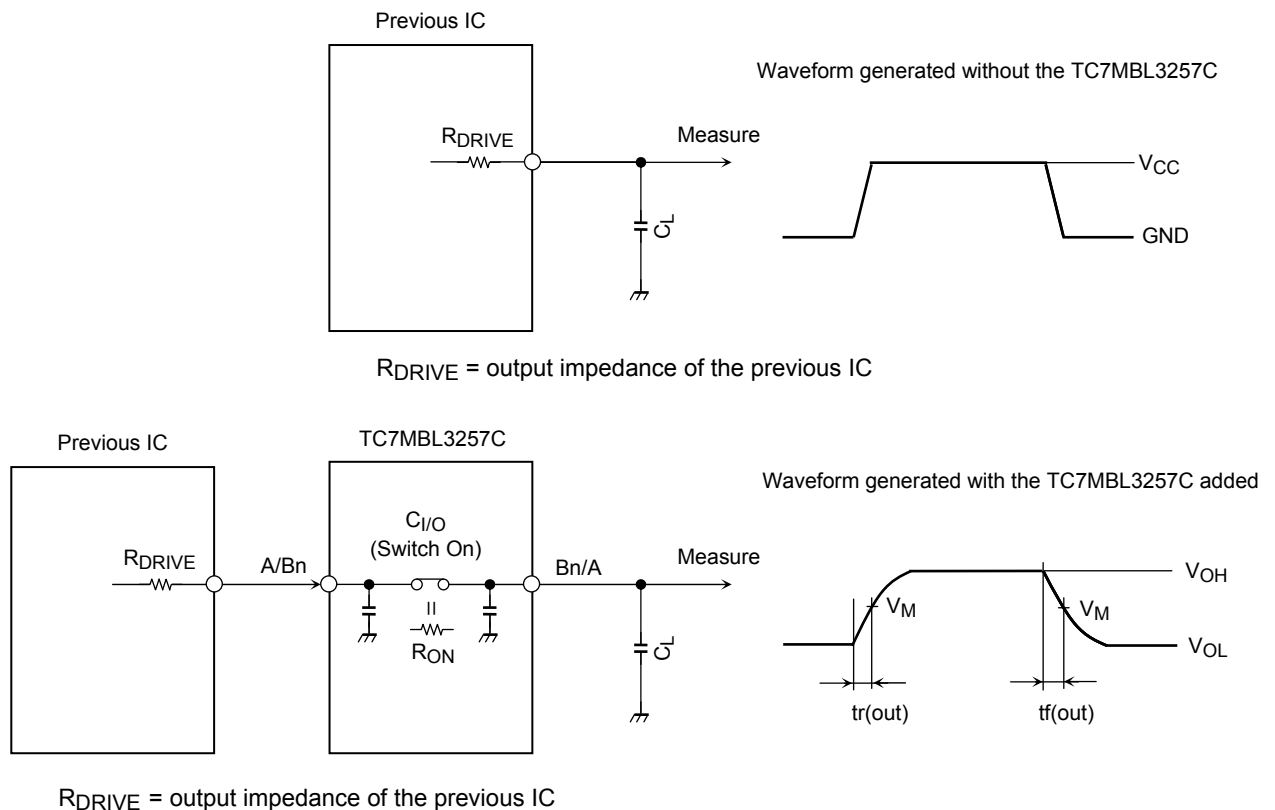 Previous IC
Waveform generated without the TC7MBL3257C
RDRIVE
Measure
VCC
CL
GND
RDRIVE = output impedance of the previous IC
Previous IC
TC7MBL3257C
Waveform generated with the TC7MBL3257C added
CI/O
(Switch On)
RDRIVE
A/Bn
Bn/A
Measure
VOH
VM
VM
RON
CL
VOL
tr(out)
tf(out)
RDRIVE = output impedance of the previous IC